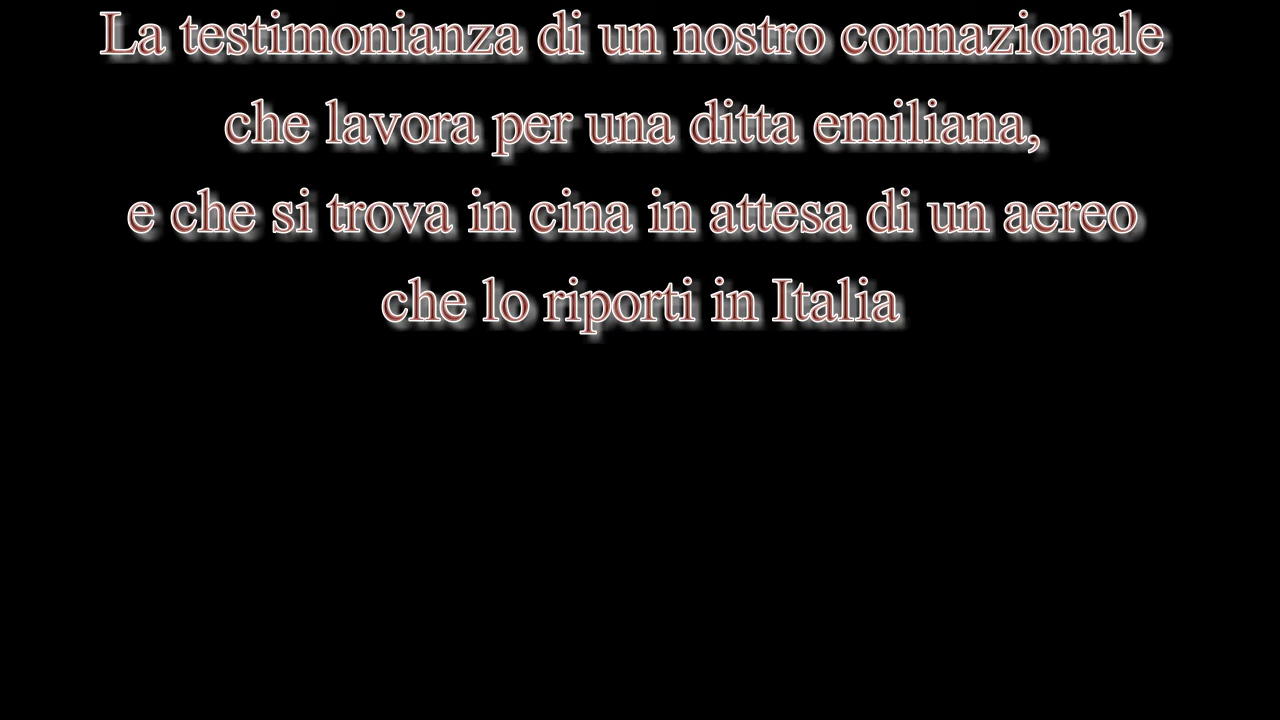 La testimonianza di un nostro connazionale
che lavora per una ditta emiliana,
e che si trova in cina in attesa di un aereo
che lo riporti in Italia